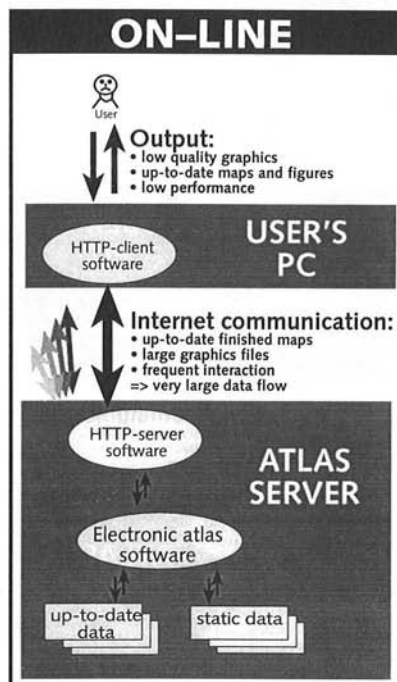 ON–LINE
User
Output:
• low quality graphics
• up-to-date maps and figures
• low performance
HTTP-client
software
USER'S
PC
Internet communication:
• up-to-date finished maps
• large graphics files
• frequent interaction
=> very large data flow
HTTP-server
software
ATLAS
SERVER
Electronic atlas
software
up-to-date
data
static data